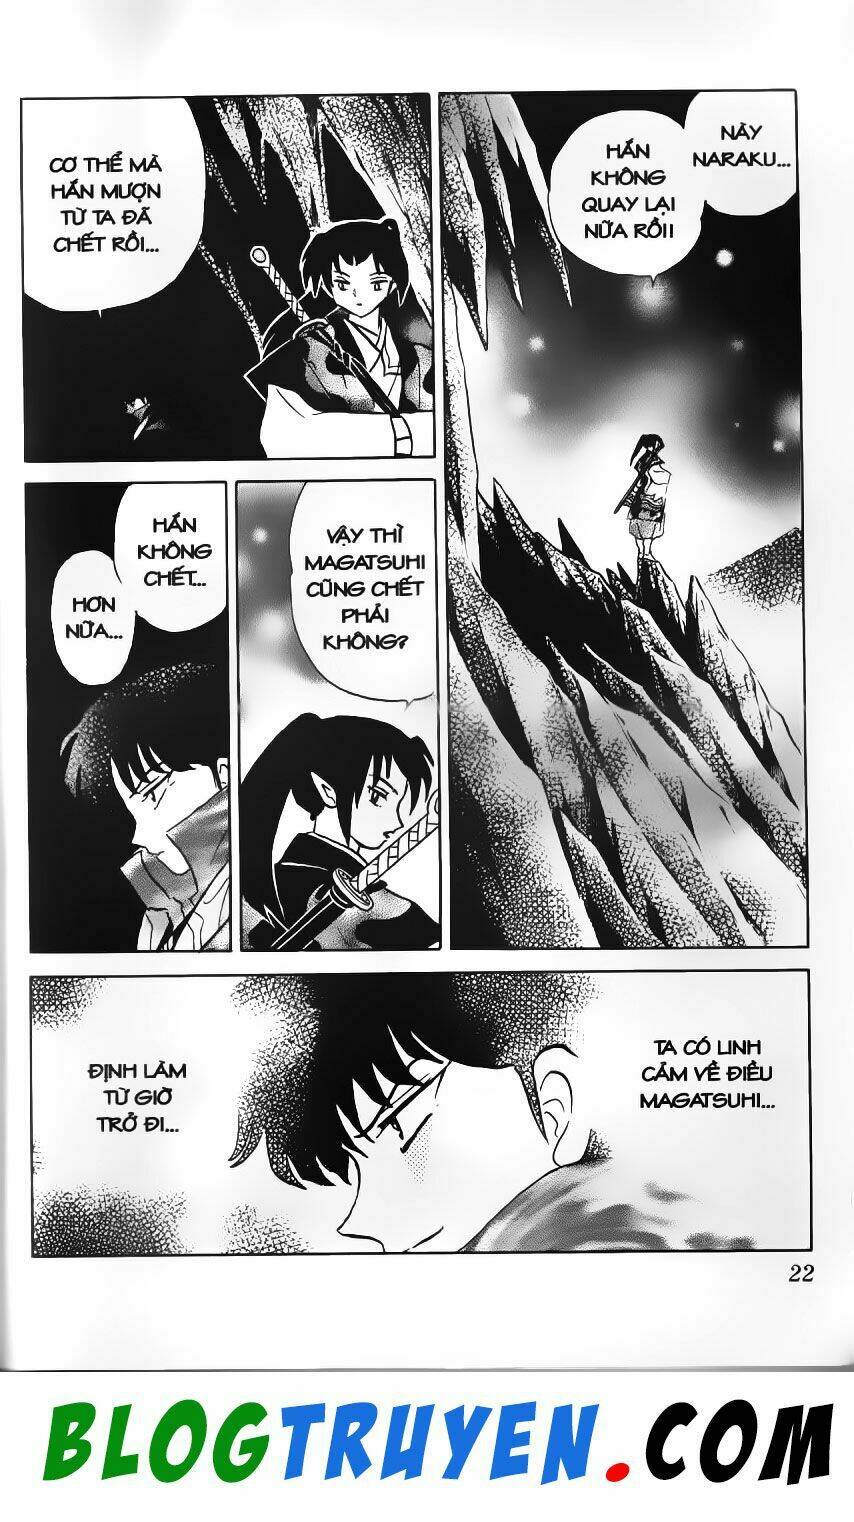 NÀY
NARAKU...
HẮN
KHÔNG
QUAY LẠI
NỮA RỒI!
CƠ THỂ MÀ
HẮN MƯỢN
TỪ TA ĐÃ
CHẾT RỒI...
VẬY THÌ
MAGATSUHI
CŨNG CHẾT
PHẢI
KHÔNG?
HẮN
KHÔNG
CHẾT...
HƠN
NỮA...
TA CÓ LINH
CẢM VỀ ĐIỀU
MAGATSUHI...
ĐỊNH LÀM
TỪ GIỜ
TRỞ ĐI...
22
BLOGTRUYEN.COM